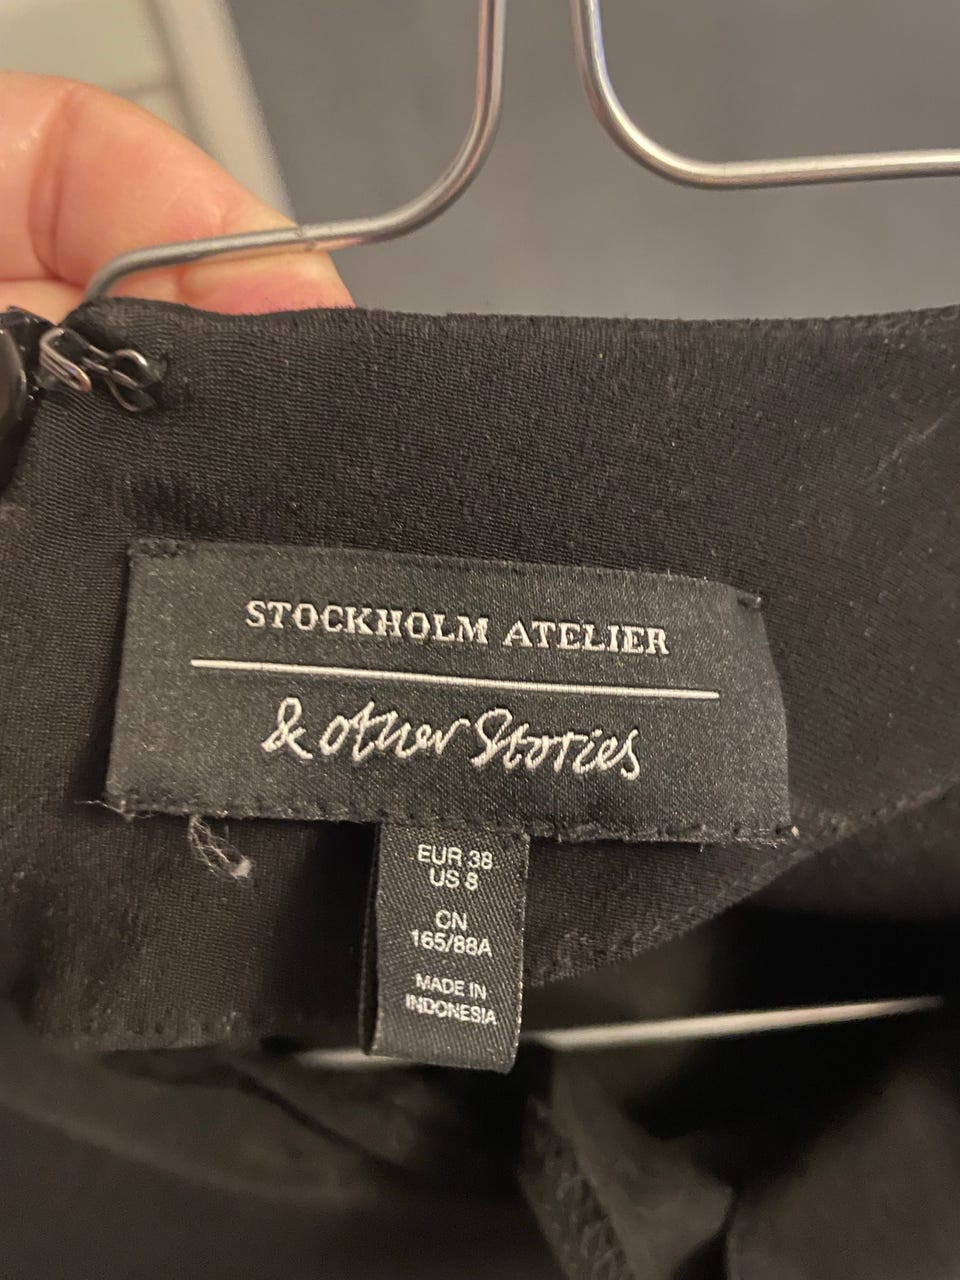 STOCKHOLM ATELIER
& other Stories
EUR 38
US 8
CN
165/88A
MADE IN
INDONESIA